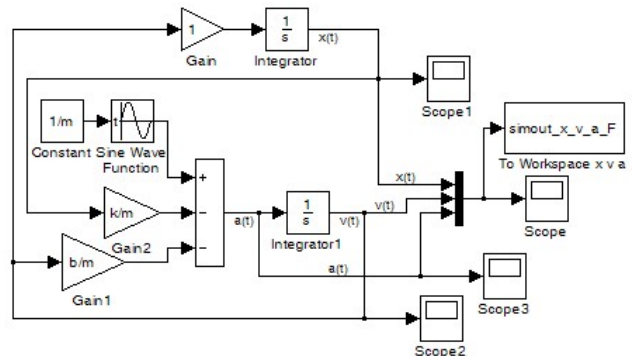 1
1
s
x(t)
Gain
Integrator
Scope1
1/m
t
simout_x_v_a_F
Constant
Sine Wave
Function
To Workspace x v a
x(t)
+
k/m
−
a(t)
1
s
v(t)
v(t)
Scope
Gain2
−
Integrator1
b/m
a(t)
Gain1
Scope3
Scope2